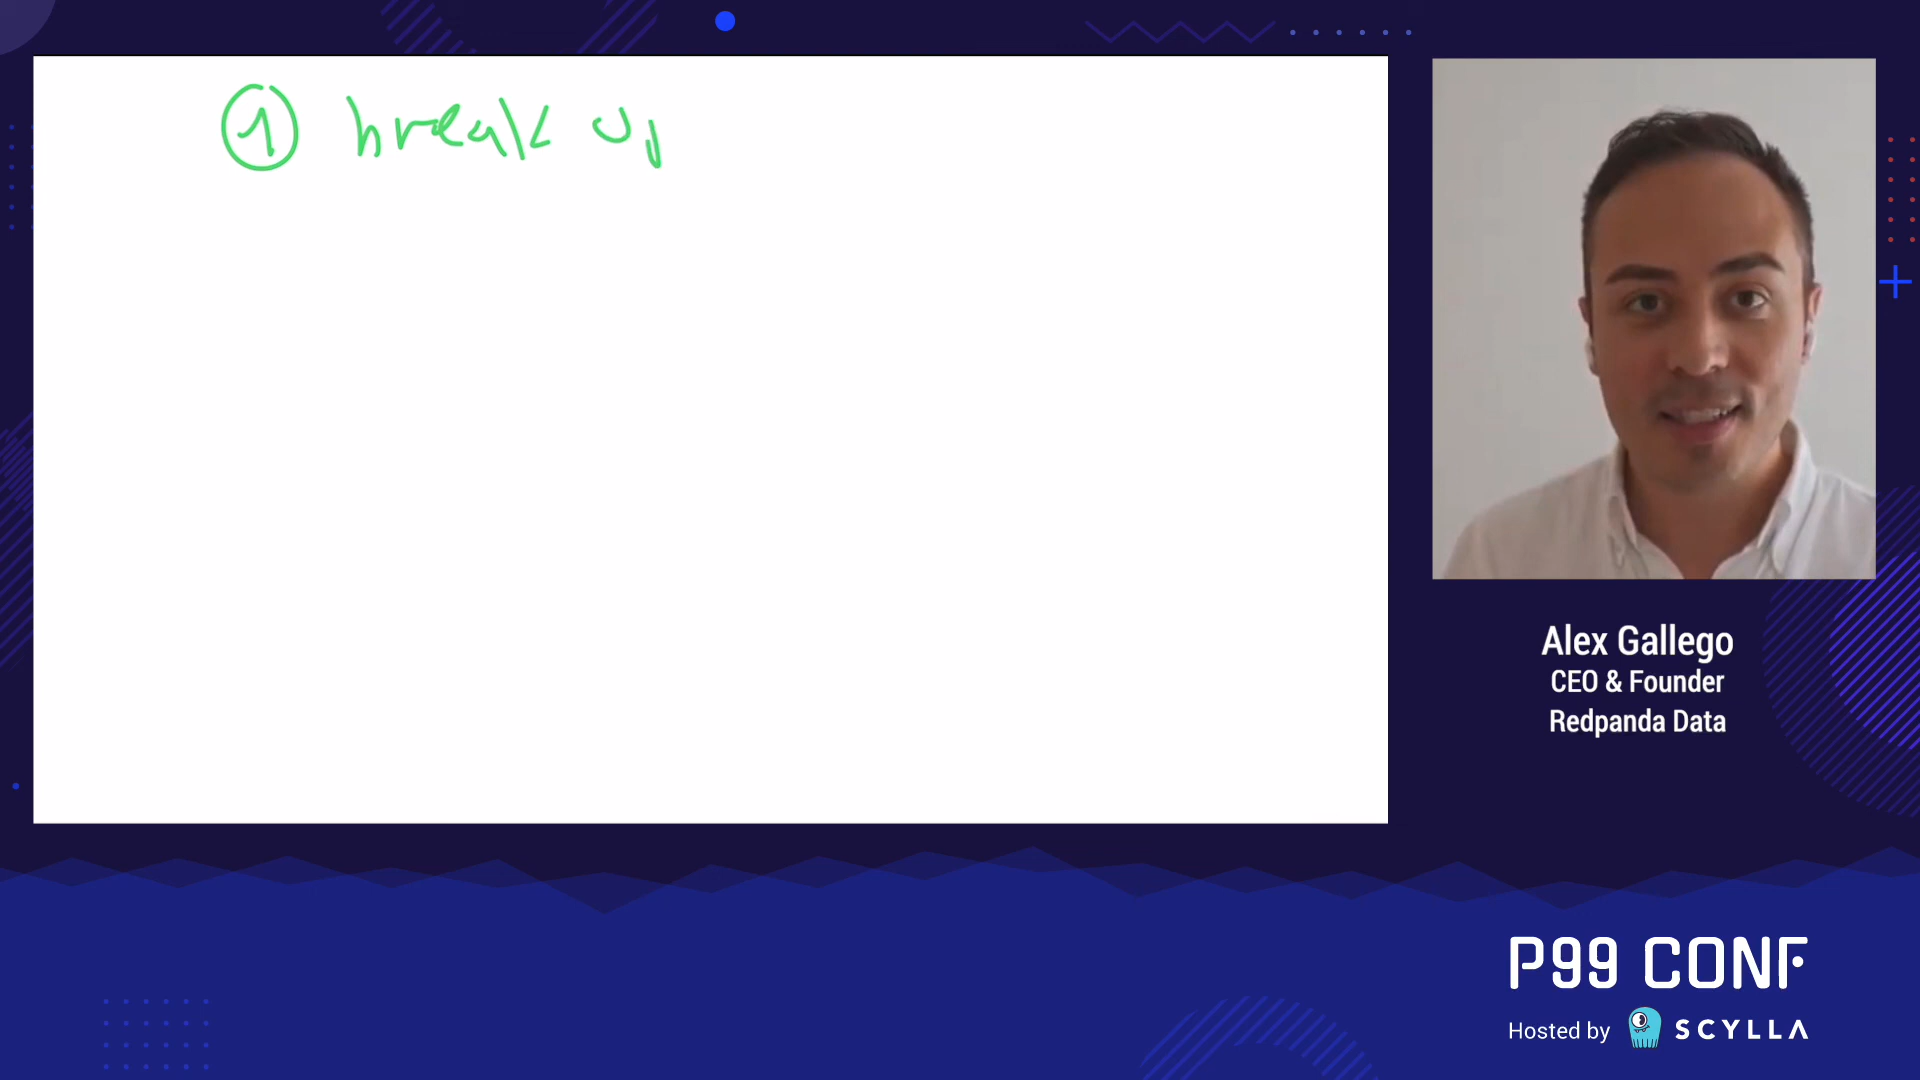 1 break up
Alex Gallego
CEO & Founder
Redpanda Data
P99 CONF
Hosted by SCYLLA